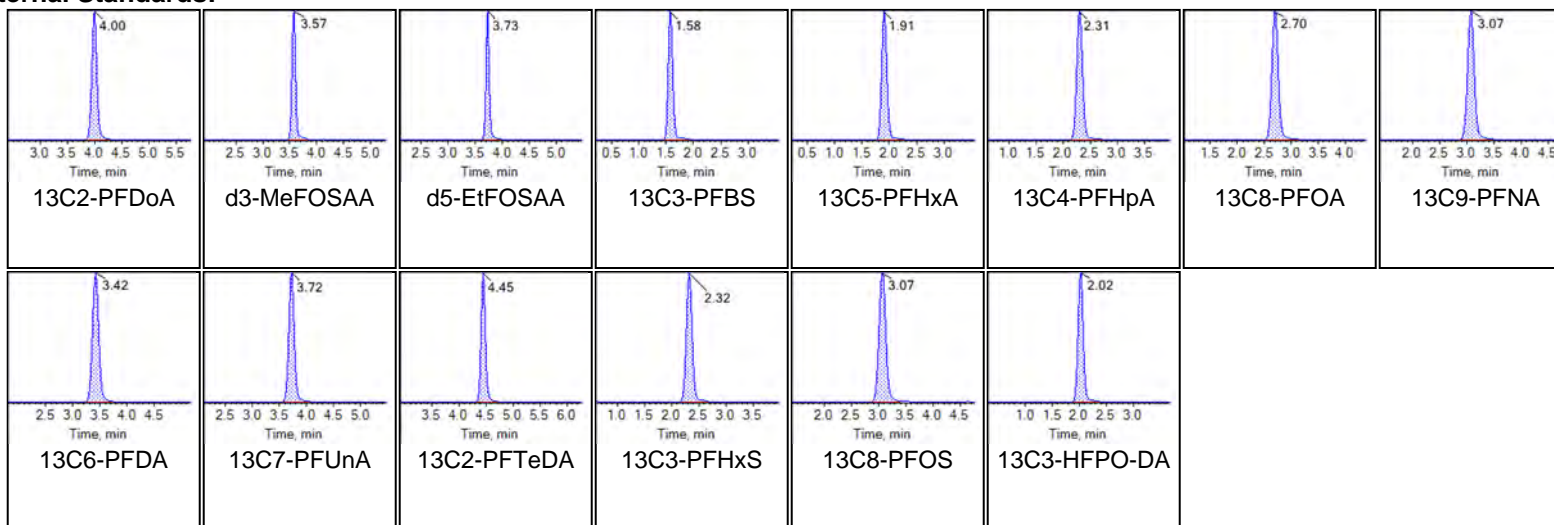 ternal Standards:
4.00 3.57 3.73 1.58 1.91 2.31 2.70 3.07
3.0 3.5 4.0 4.5 5.0 5.5 2.5 3.0 3.5 4.0 4.5 5.0 2.5 3.0 3.5 4.0 4.5 5.0 0.5 1.0 1.5 2.0 2.5 3.0 0.5 1.0 1.5 2.0 2.5 3.0 1.0 1.5 2.0 2.5 3.0 3.5 1.5 2.0 2.5 3.0 3.5 4.0 2.0 2.5 3.0 3.5 4.0 4.5
Time, min Time, min Time, min Time, min Time, min Time, min Time, min Time, min
13C2-PFDoA d3-MeFOSAA d5-EtFOSAA 13C3-PFBS 13C5-PFHxA 13C4-PFHpA 13C8-PFOA 13C9-PFNA
3.42 3.72 4.45 2.32 3.07 2.02
2.5 3.0 3.5 4.0 4.5 2.5 3.0 3.5 4.0 4.5 5.0 3.5 4.0 4.5 5.0 5.5 6.0 1.0 1.5 2.0 2.5 3.0 3.5 2.0 2.5 3.0 3.5 4.0 4.5 1.0 1.5 2.0 2.5 3.0
Time, min Time, min Time, min Time, min Time, min Time, min
13C6-PFDA 13C7-PFUnA 13C2-PFTeDA 13C3-PFHxS 13C8-PFOS 13C3-HFPO-DA